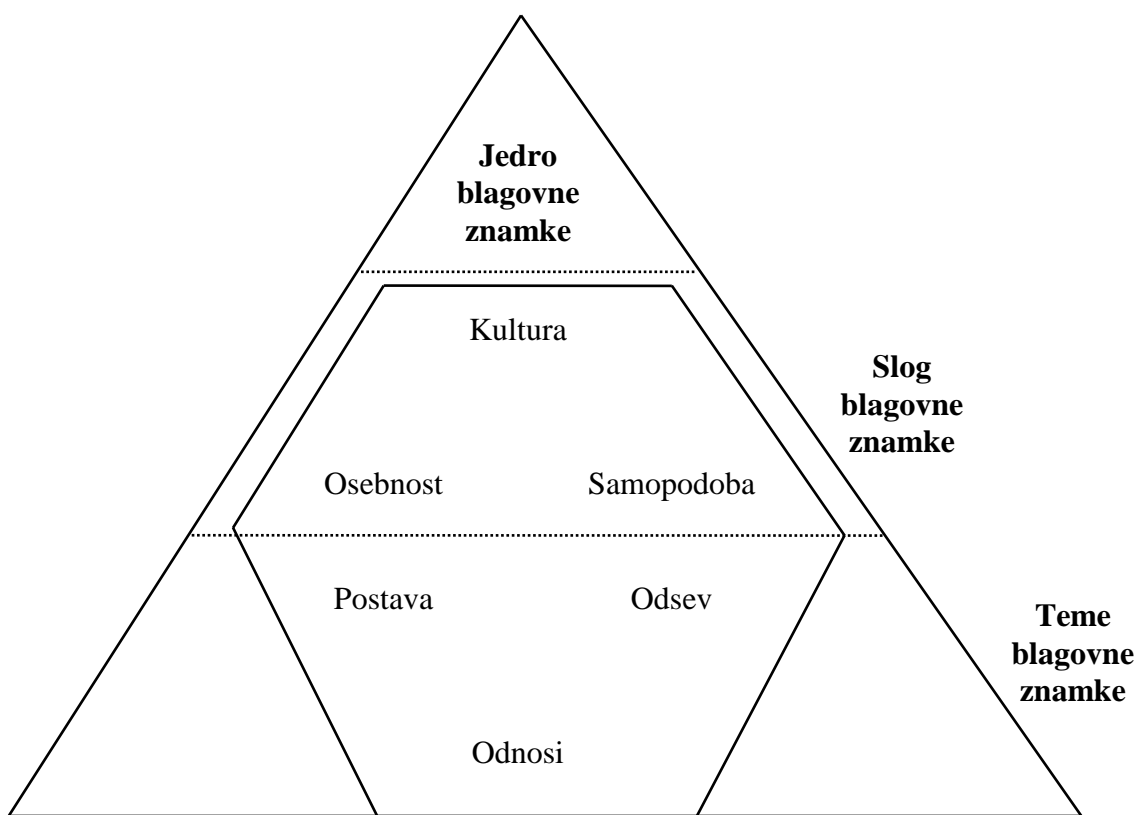 Jedro
blagovne
znamke
Kultura
Slog
blagovne
znamke
Osebnost
Samopodoba
Postava
Odsev
Teme
blagovne
znamke
Odnosi